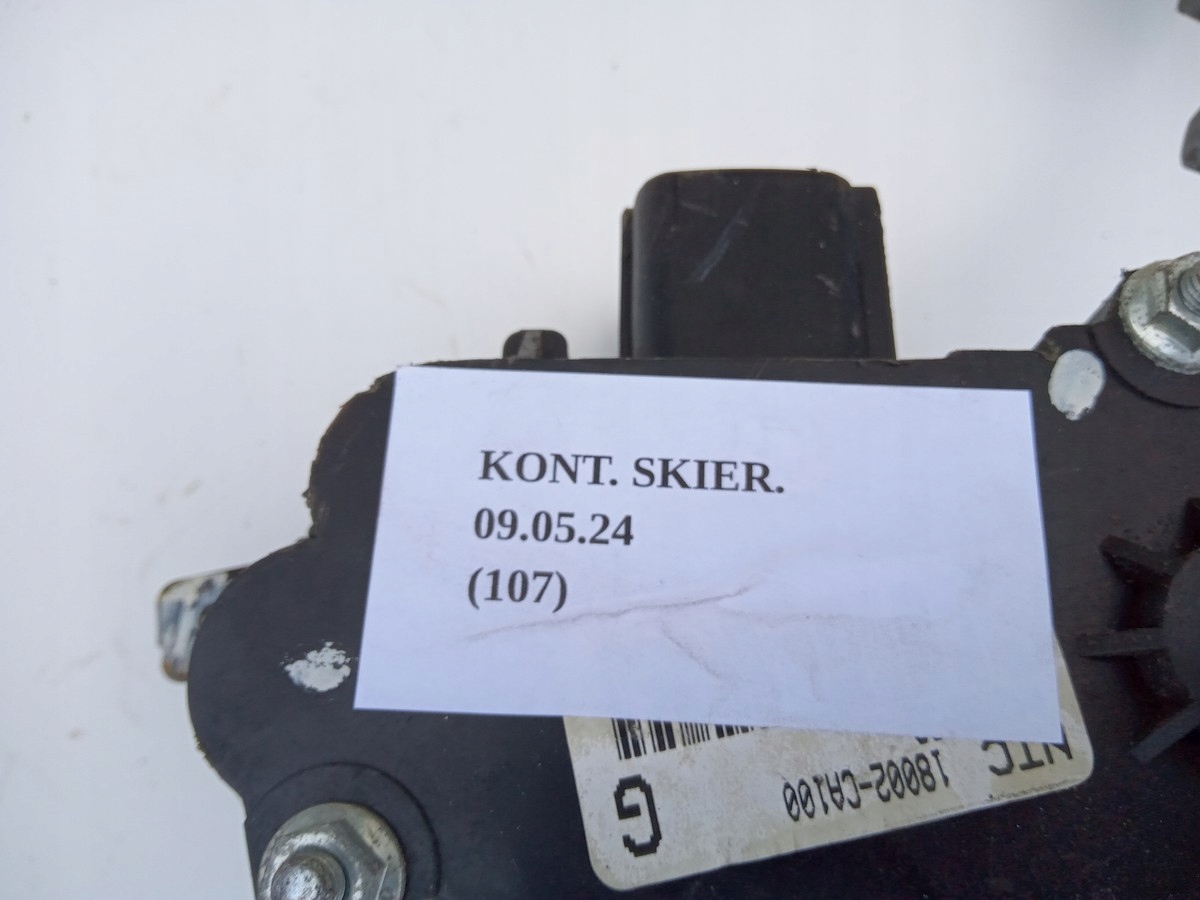 KONT. SKIER.
09.05.24
(107)
NTC
18002-CA100
G